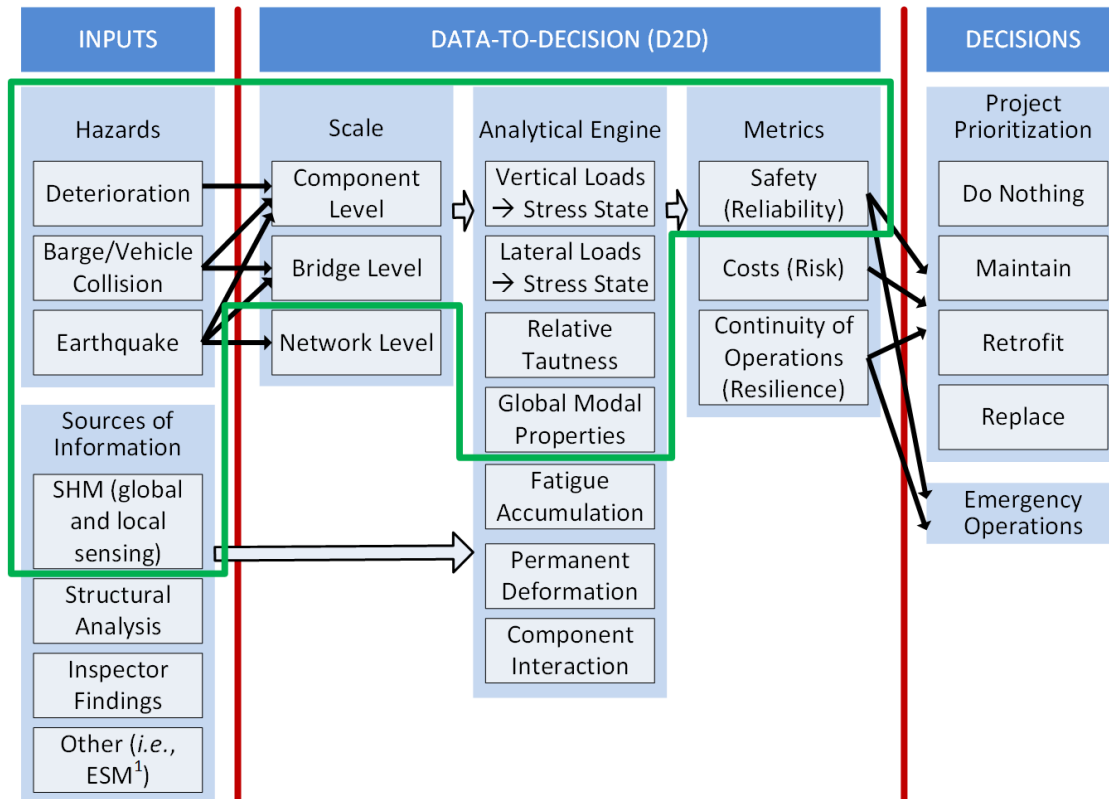 INPUTS
DATA-TO-DECISION (D2D)
DECISIONS
Hazards
Deterioration
Barge/Vehicle
Collision
Earthquake
Sources of
Information
SHM (global
and local
sensing)
Structural
Analysis
Inspector
Findings
Other (i.e.,
ESM¹)
Scale
Component
Level
Bridge Level
Network Level
Analytical Engine
Vertical Loads
→ Stress State
Lateral Loads
→ Stress State
Relative
Tautness
Global Modal
Properties
Fatigue
Accumulation
Permanent
Deformation
Component
Interaction
Metrics
Safety
(Reliability)
Costs (Risk)
Continuity of
Operations
(Resilience)
Project
Prioritization
Do Nothing
Maintain
Retrofit
Replace
Emergency
Operations